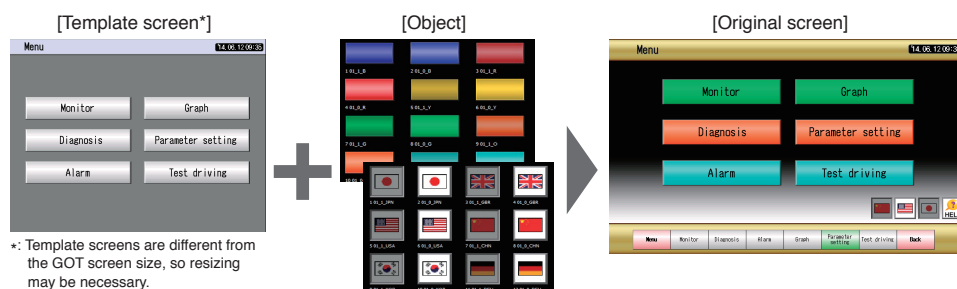 [Template screen*]
[Object]
[Original screen]
Menu
'14.06.12 09:35
Monitor
Graph
Diagnosis
Parameter setting
Alarm
Test driving
*: Template screens are different from
the GOT screen size, so resizing
may be necessary.
1 01_1_B
2 01_0_B
3 01_1_R
4 01_0_R
5 01_1_Y
6 01_0_Y
7 01_1_G
8 01_0_G
9 01_1_O
1 01_1_JPN
2 01_0_JPN
3 01_1_GBR
4 01_0_GBR
5 01_1_USA
6 01_0_USA
7 01_1_CHN
8 01_0_CHN
Menu
'14.06.12 09:3
Monitor
Graph
Diagnosis
Parameter setting
Alarm
Test driving
HEL
Menu
Monitor
Diagnosis
Alarm
Graph
Parameter
setting
Test driving
Back